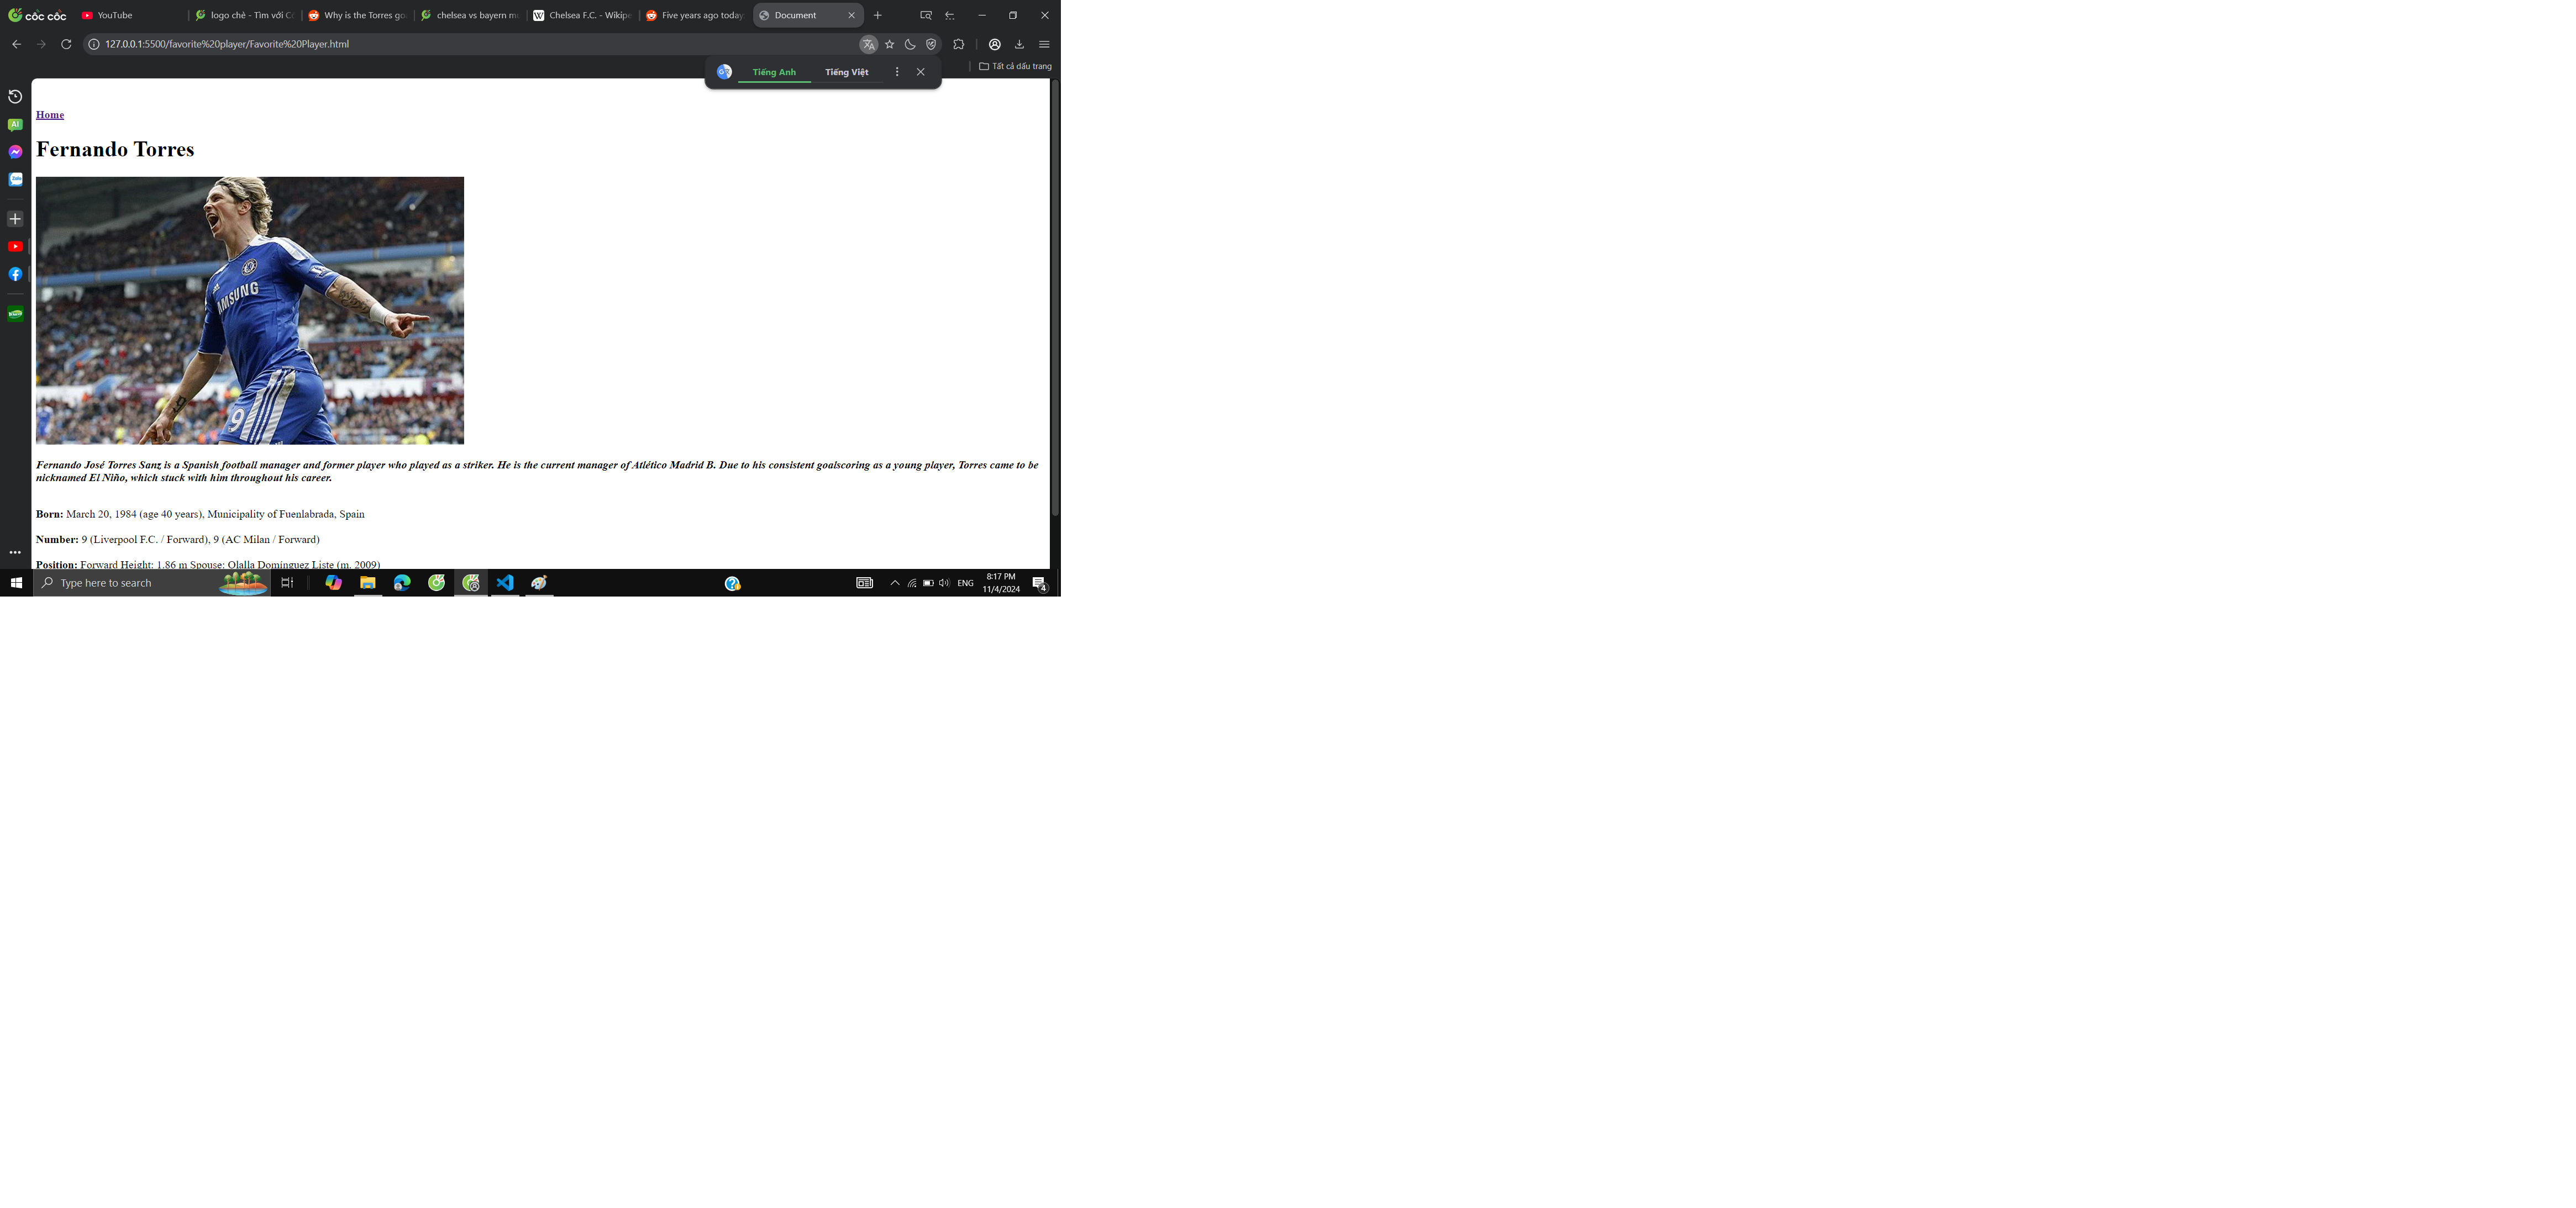 cốc cốc
YouTube
logo chẻ - Tìm với Cố
Why is the Torres go
chelsea vs bayern mu
Chelsea F.C. - Wikipe
Five years ago today
Document
127.0.0.1:5500/favorite%20player/Favorite%20Player.html
Tất cả dấu trang
Tiếng Anh
Tiếng Việt
AI
Zalo
Home
Fernando Torres
SAMSUNG
9
Fernando José Torres Sanz is a Spanish football manager and former player who played as a striker. He is the current manager of Atlético Madrid B. Due to his consistent goalscoring as a young player, Torres came to be
nicknamed El Niño, which stuck with him throughout his career.
Born: March 20, 1984 (age 40 years), Municipality of Fuenlabrada, Spain
Number: 9 (Liverpool F.C. / Forward), 9 (AC Milan / Forward)
Position: Forward Height: 1.86 m Spouse: Olalla Domínguez Liste (m. 2009)
Type here to search
ENG
8:17 PM
11/4/2024
4